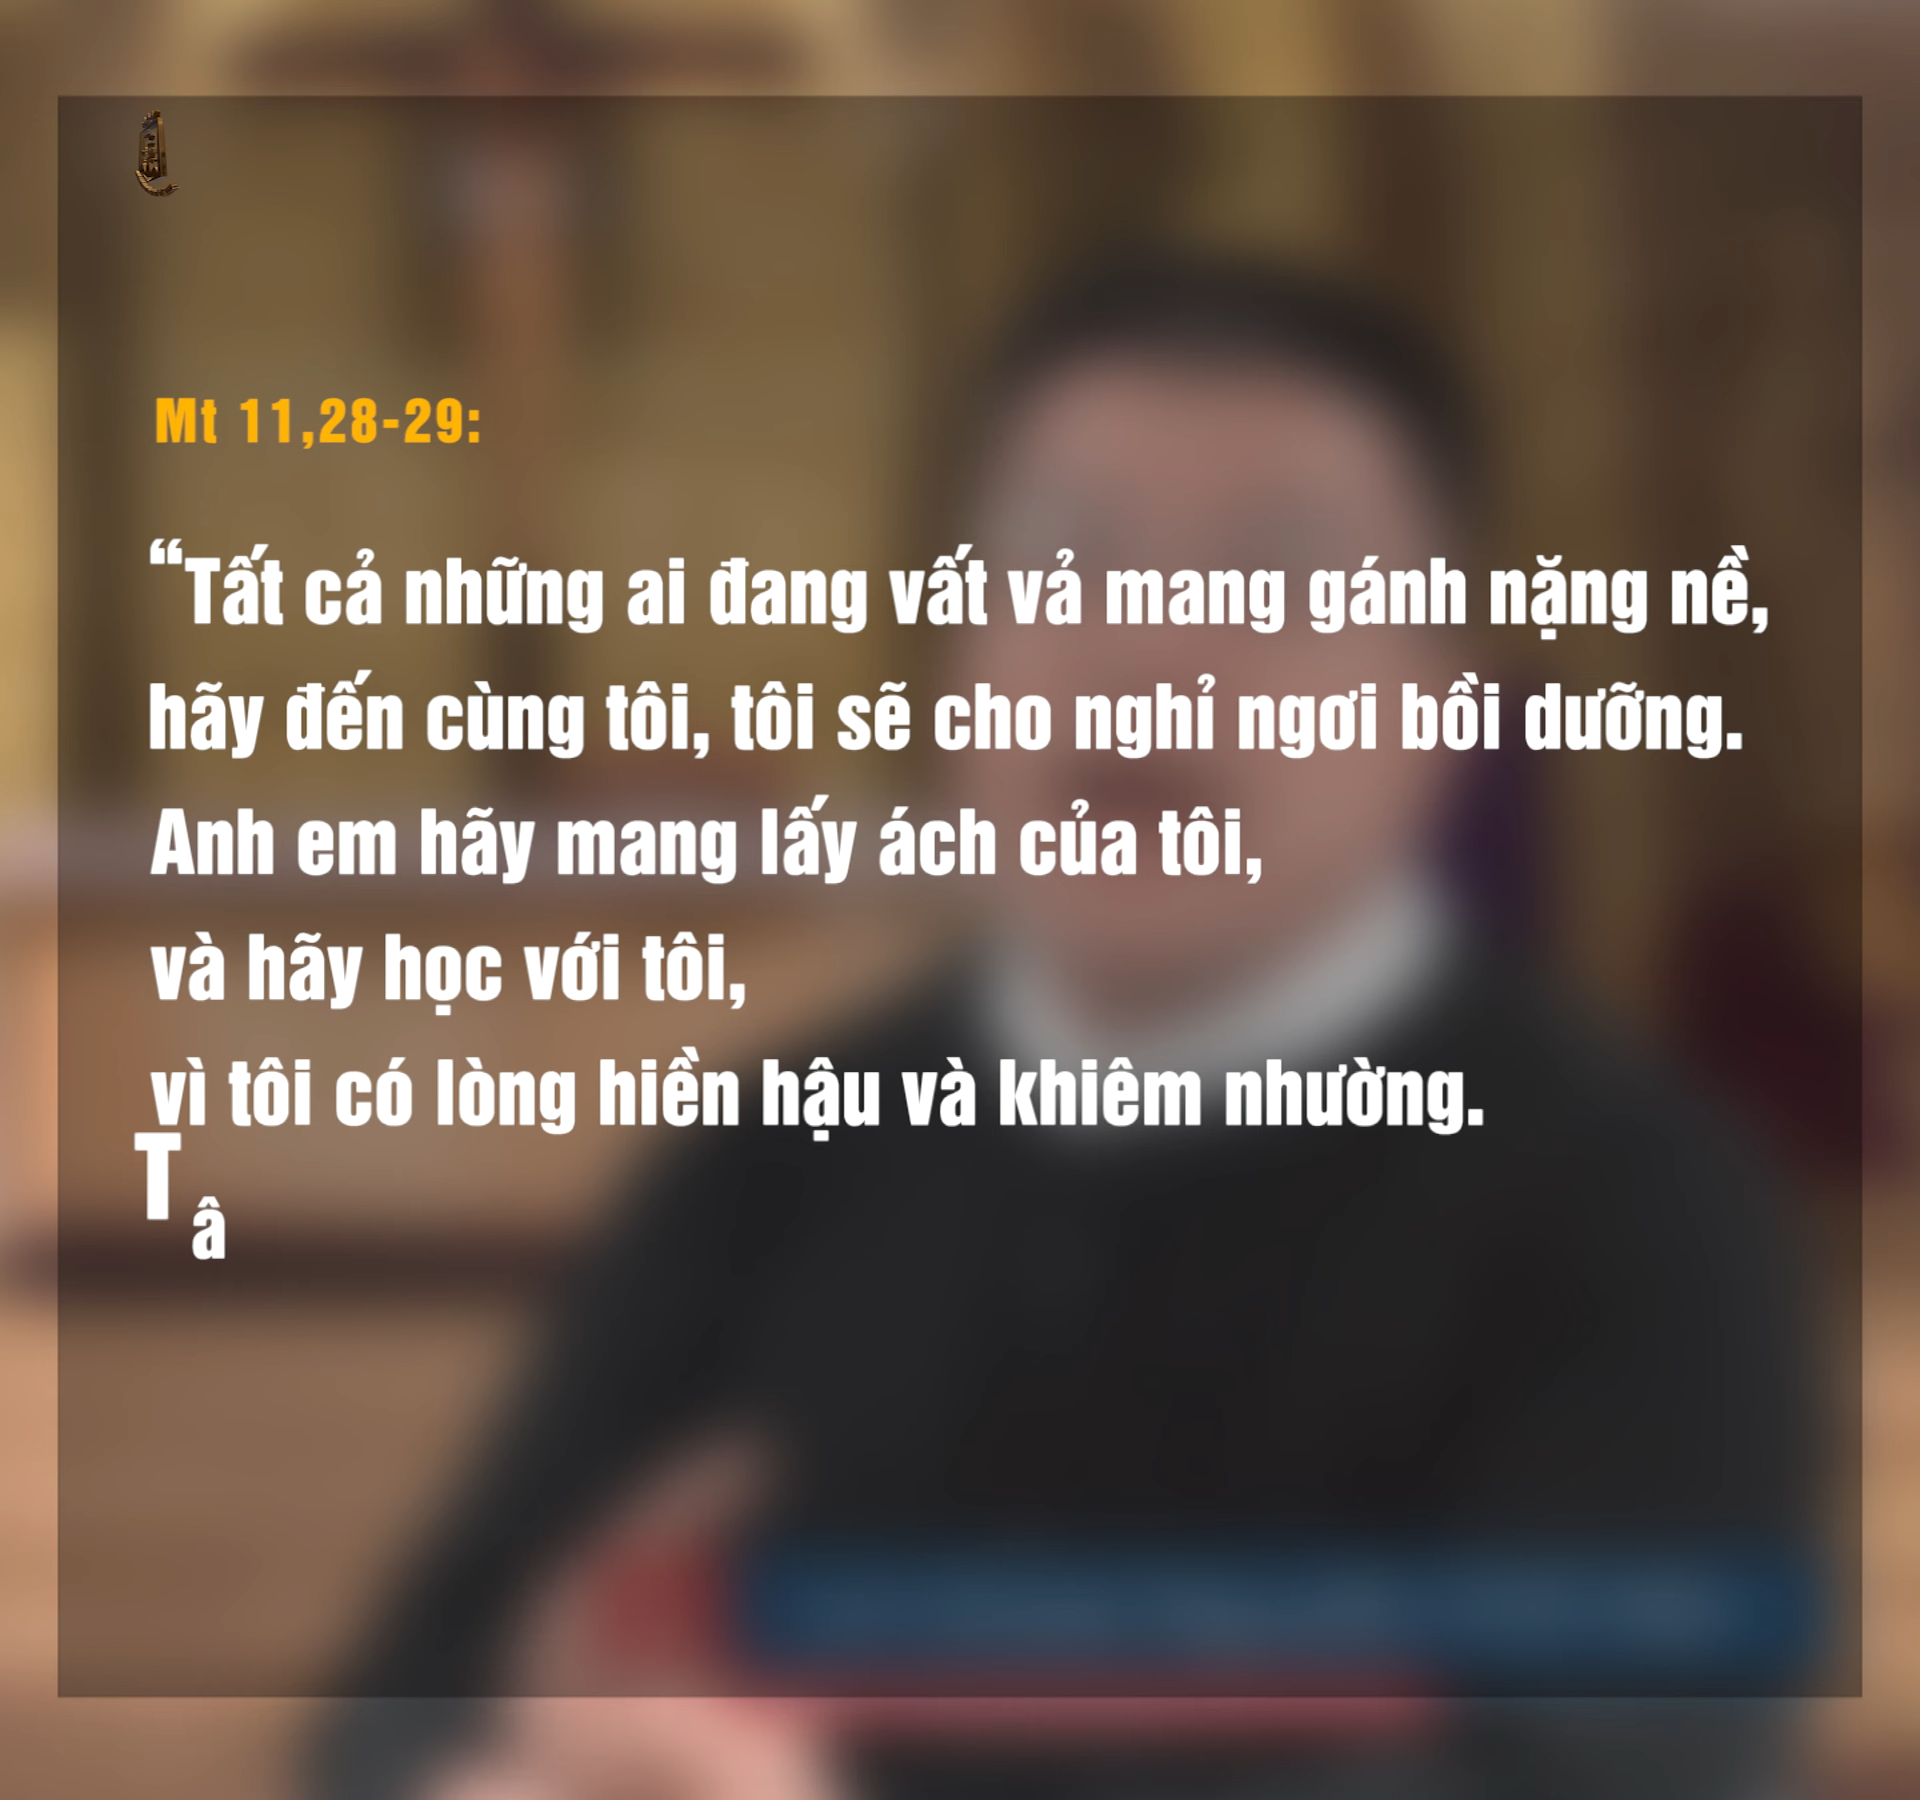 Mt 11,28-29:
“Tất cả những ai đang vất vả mang gánh nặng nề,
hãy đến cùng tôi, tôi sẽ cho nghỉ ngơi bồi dưỡng.
Anh em hãy mang lấy ách của tôi,
và hãy học với tôi,
vì tôi có lòng hiền hậu và khiêm nhường.
Tâ